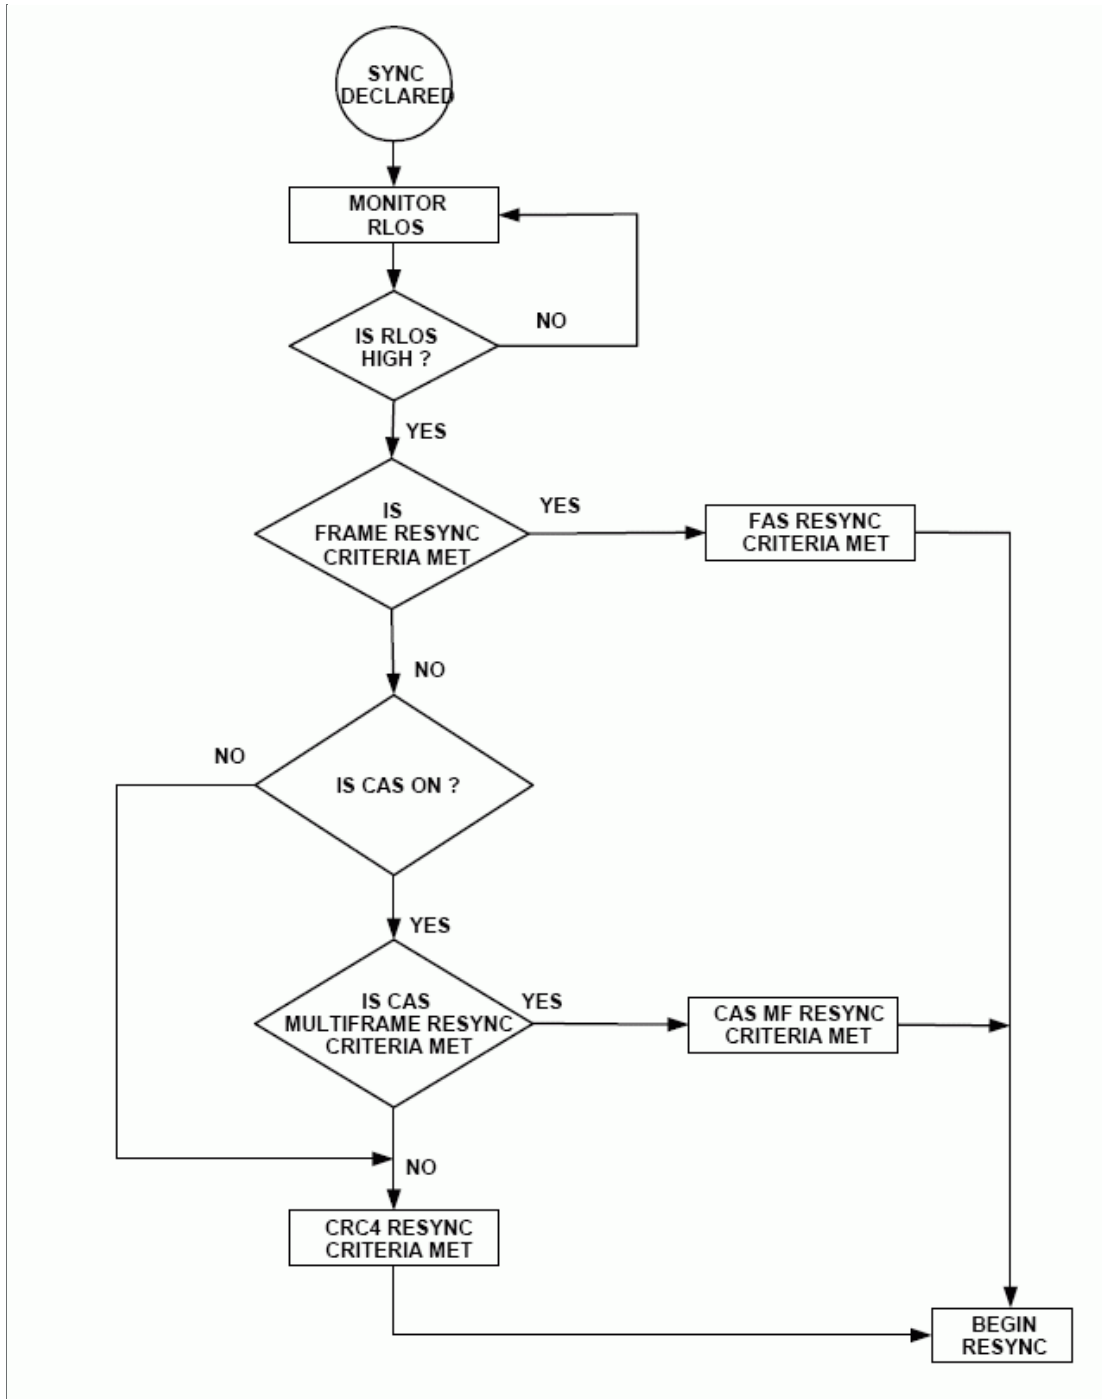 SYNC
DECLARED
MONITOR
RLOS
IS RLOS
HIGH ?
NO
YES
IS
FRAME RESYNC
CRITERIA MET
YES
FAS RESYNC
CRITERIA MET
NO
NO
IS CAS ON ?
YES
IS CAS
MULTIFRAME RESYNC
CRITERIA MET
YES
CAS MF RESYNC
CRITERIA MET
NO
CRC4 RESYNC
CRITERIA MET
BEGIN
RESYNC